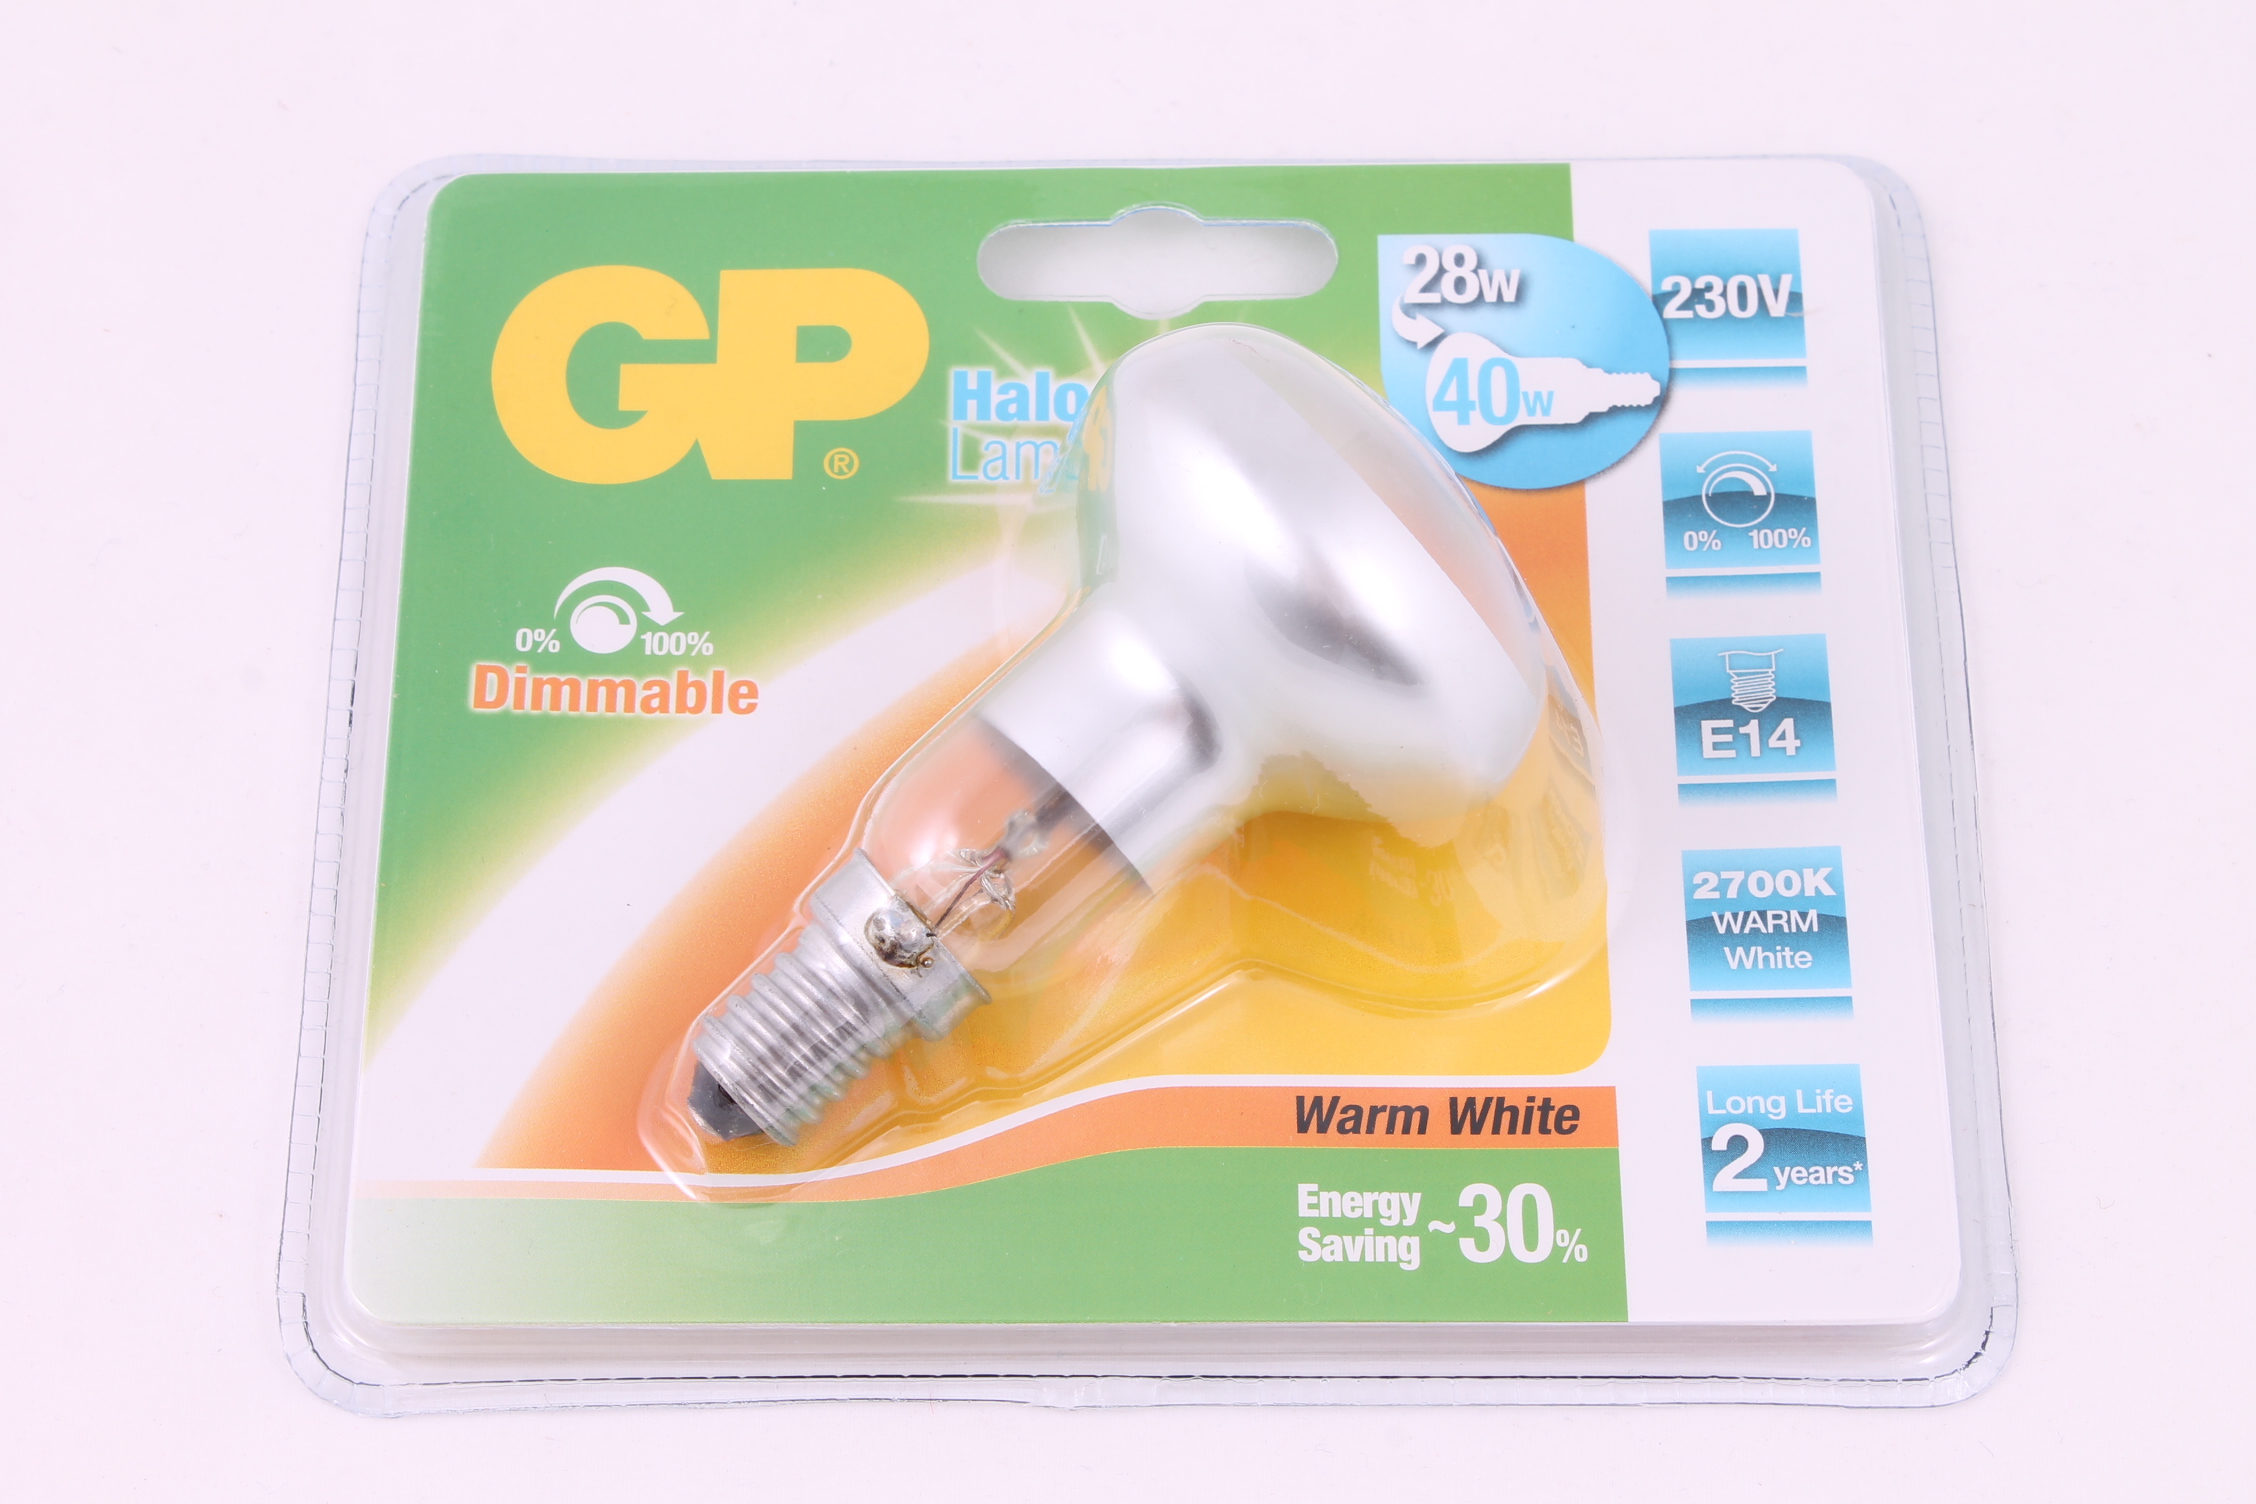 GP®
Halo
Lam
28W
40W
0% 100%
Dimmable
230V
0% 100%
E14
2700K
WARM
White
Long Life
2 years*
Warm White
Energy
Saving ~30%